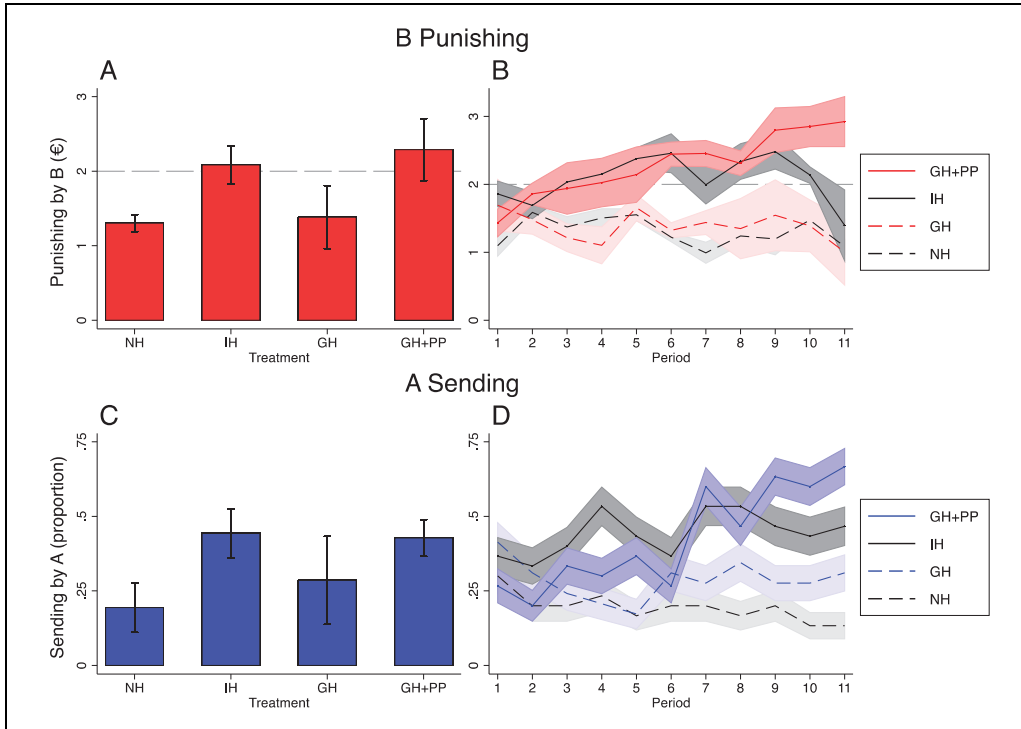 B Punishing
A
Punishing by B (€)
3
2
1
0
NH IH GH GH+PP
Treatment
B
3
2
1
0
1 2 3 4 5 6 7 8 9 10 11
Period
GH+PP
IH
GH
NH
A Sending
C
Sending by A (proportion)
.75
.5
.25
0
NH IH GH GH+PP
Treatment
D
.75
.5
.25
0
1 2 3 4 5 6 7 8 9 10 11
Period
GH+PP
IH
GH
NH